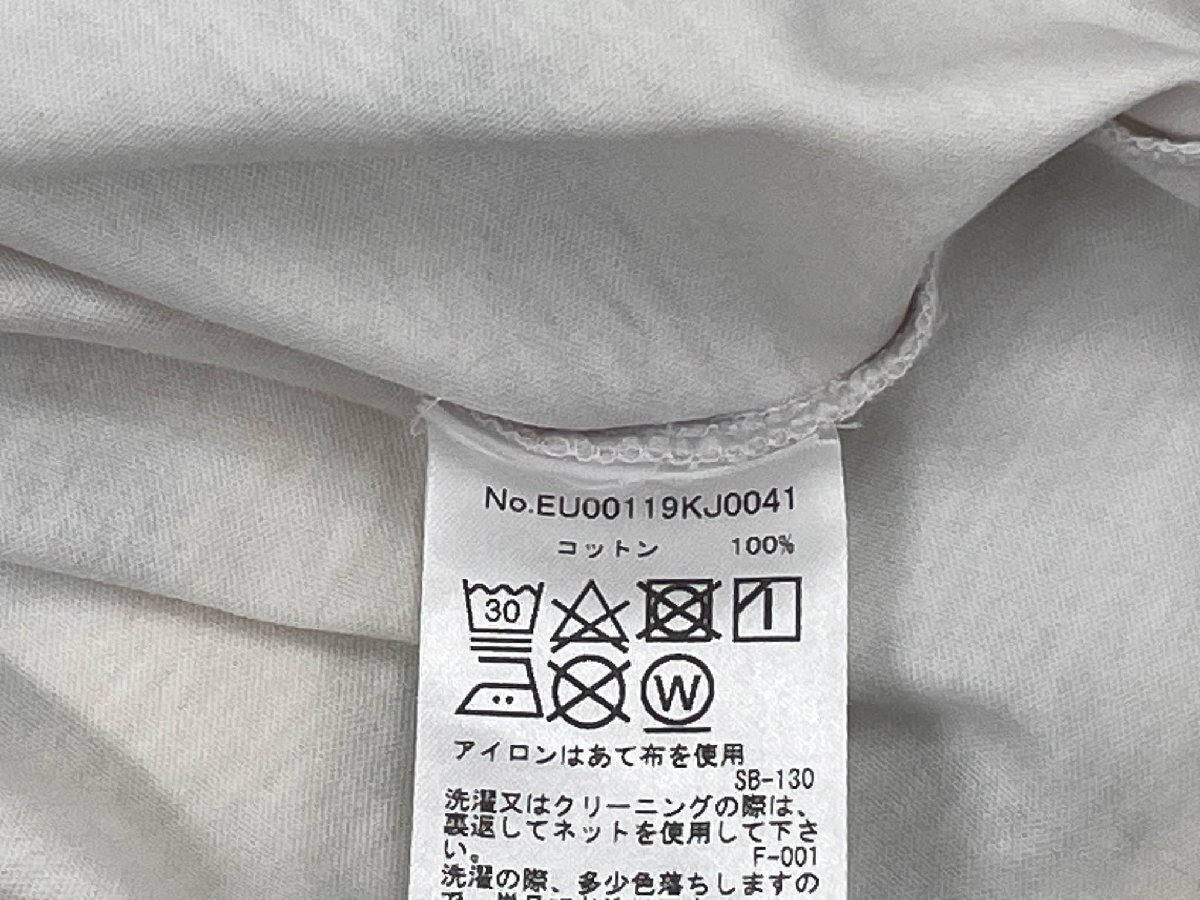 No.EU00119KJ0041
コットン 100%
30
W
アイロンはあて布を使用
SB-130
洗濯又はクリーニングの際は、
裏返してネットを使用して下さ
い。
F-001
洗濯の際、多少色落ちしますの